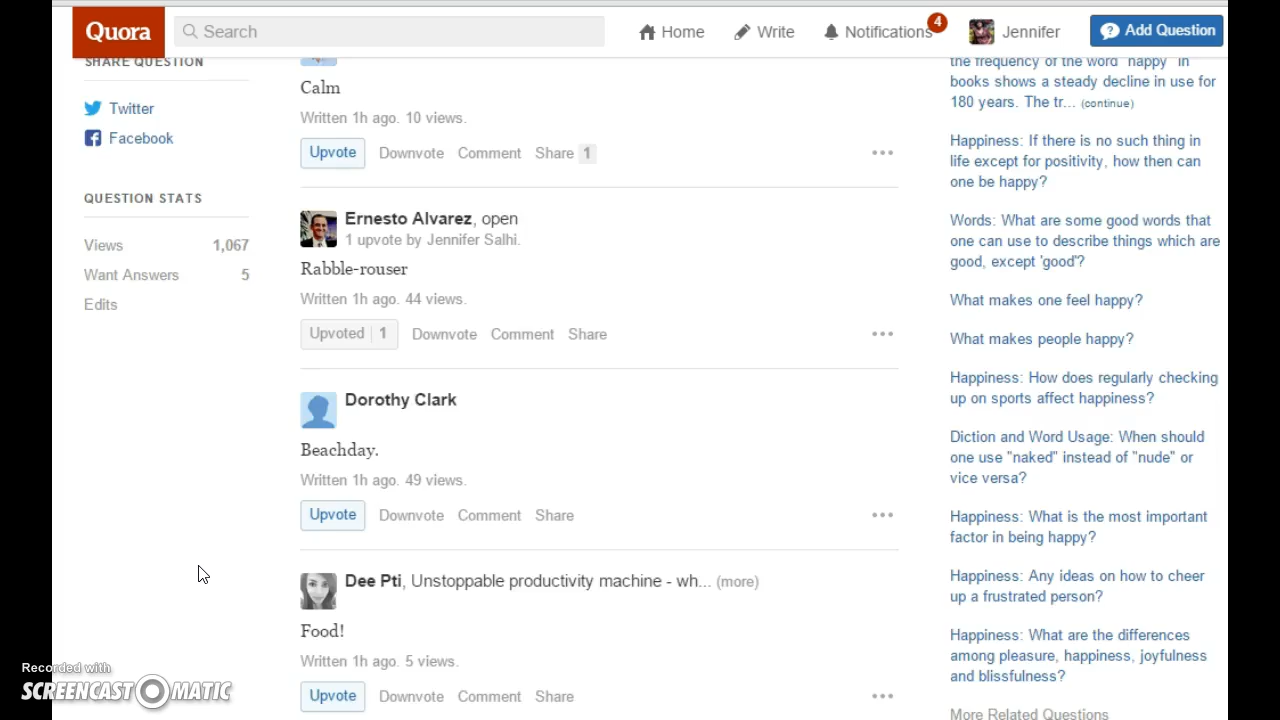 Quora
Search
Home
Write
Notifications
4
Jennifer
Add Question
SHARE QUESTION
Twitter
Facebook
QUESTION STATS
Views 1,067
Want Answers 5
Edits
Calm
Written 1h ago. 10 views.
Upvote Downvote Comment Share 1
Ernesto Alvarez, open
1 upvote by Jennifer Salhi.
Rabble-rouser
Written 1h ago. 44 views.
Upvoted 1 Downvote Comment Share
Dorothy Clark
Beachday.
Written 1h ago. 49 views.
Upvote Downvote Comment Share
Dee Pti, Unstoppable productivity machine - wh... (more)
Food!
Written 1h ago. 5 views.
Upvote Downvote Comment Share
the frequency of the word "happy" in
books shows a steady decline in use for
180 years. The tr... (continue)
Happiness: If there is no such thing in
life except for positivity, how then can
one be happy?
Words: What are some good words that
one can use to describe things which are
good, except 'good'?
What makes one feel happy?
What makes people happy?
Happiness: How does regularly checking
up on sports affect happiness?
Diction and Word Usage: When should
one use "naked" instead of "nude" or
vice versa?
Happiness: What is the most important
factor in being happy?
Happiness: Any ideas on how to cheer
up a frustrated person?
Happiness: What are the differences
among pleasure, happiness, joyfulness
and blissfulness?
More Related Questions
Recorded with
SCREENCAST-O-MATIC